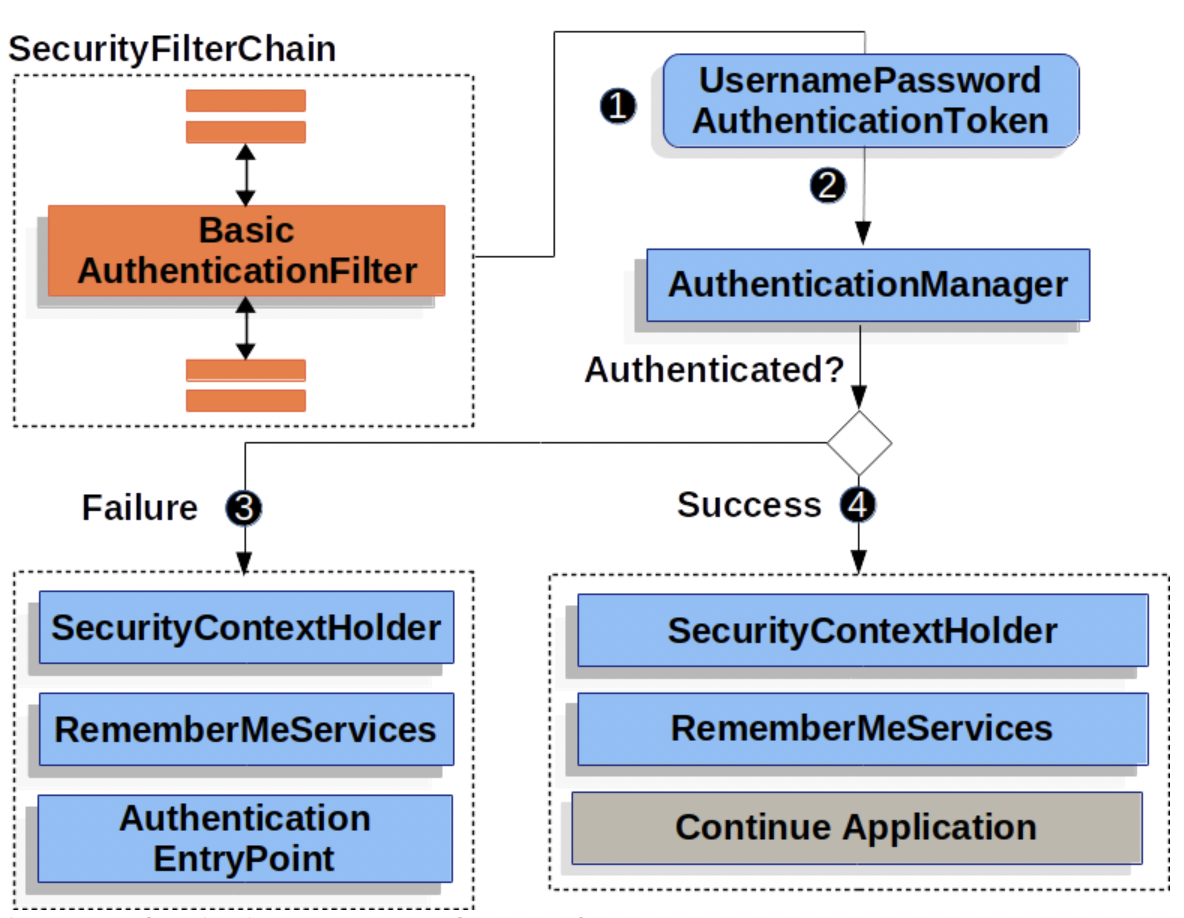 SecurityFilterChain
Basic
AuthenticationFilter
1
UsernamePassword
AuthenticationToken
2
AuthenticationManager
Authenticated?
Failure
3
Success
4
SecurityContextHolder
RememberMeServices
Authentication
EntryPoint
SecurityContextHolder
RememberMeServices
Continue Application